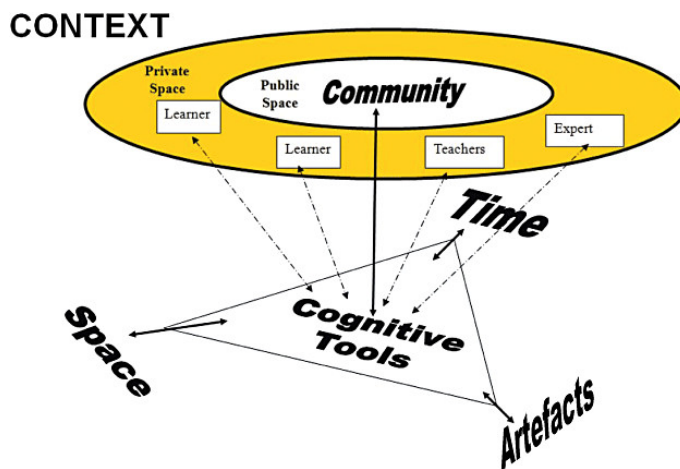 CONTEXT
Private
Space
Public
Space
Community
Learner
Learner
Teachers
Expert
Time
Space
Cognitive
Tools
Artefacts